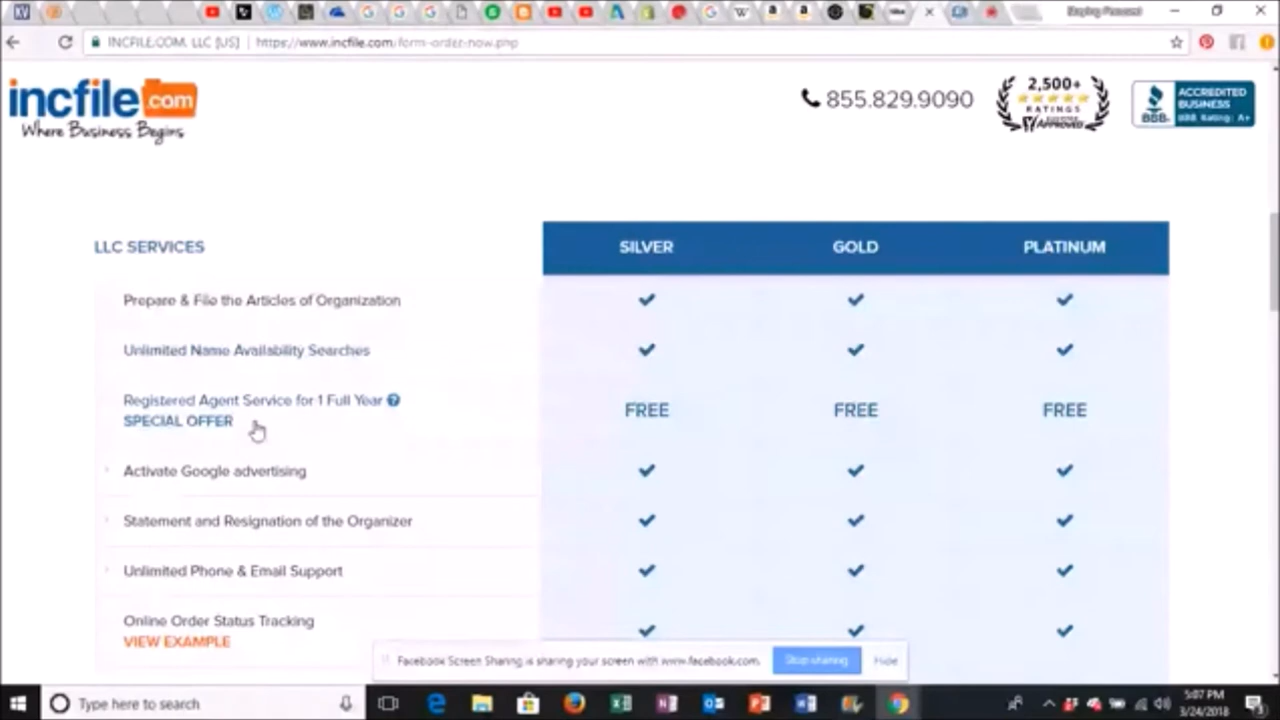 INCFILE.COM, LLC [US] https://www.incfile.com/form-order-now.php
incfile.com
Where Business Begins
855.829.9090
2,500+
RATINGS
APPROVED
BBB
ACCREDITED
BUSINESS
BBB Rating: A+
LLC SERVICES SILVER GOLD PLATINUM
Prepare & File the Articles of Organization
Unlimited Name Availability Searches
Registered Agent Service for 1 Full Year ?
SPECIAL OFFER
FREE FREE FREE
Activate Google advertising
Statement and Resignation of the Organizer
Unlimited Phone & Email Support
Online Order Status Tracking
VIEW EXAMPLE
Facebook Screen Sharing is sharing your screen with www.facebook.com.
Stop sharing
Hide
Type here to search
5:07 PM
3/24/2018